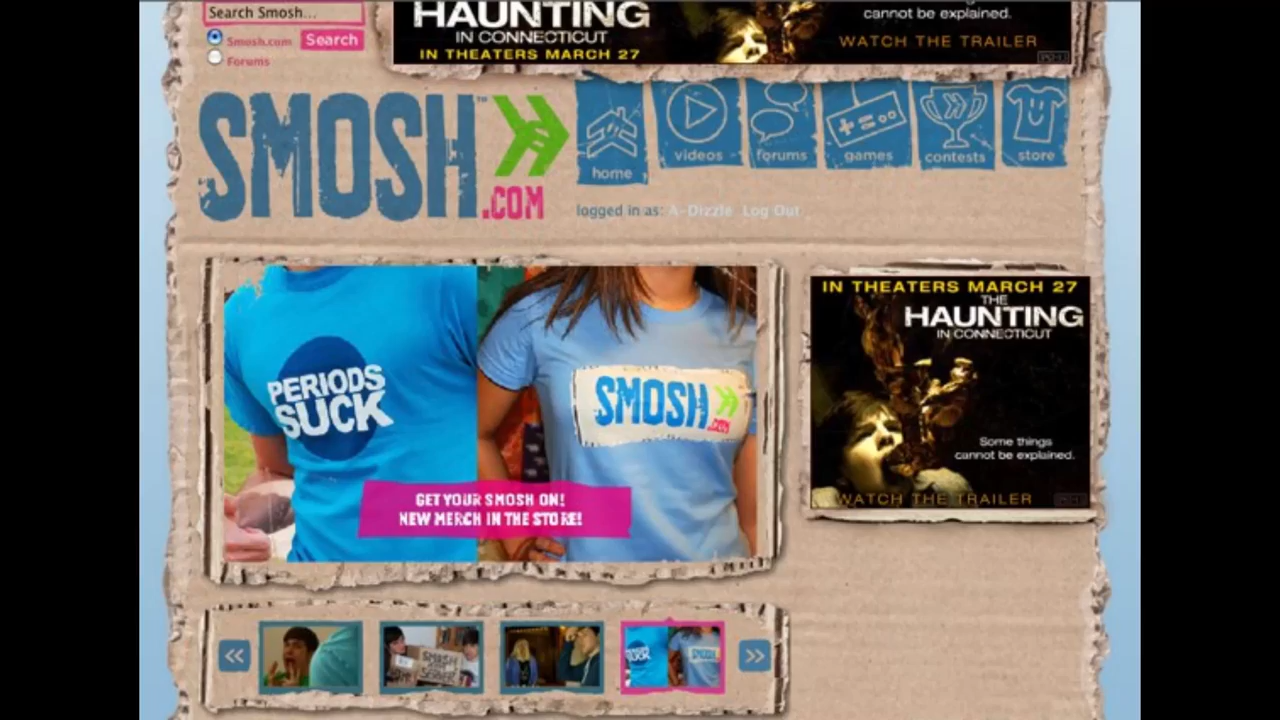 Search Smosh...
Smosh.com
Search
Forums
HAUNTING
IN CONNECTICUT
IN THEATERS MARCH 27
cannot be explained.
WATCH THE TRAILER
SMOSH™
.COM
home
videos
forums
games
contests
store
logged in as: A-Dizzle Log Out
PERIODS
SUCK
SMOSH
.COM
GET YOUR SMOSH ON!
NEW MERCH IN THE STORE!
IN THEATERS MARCH 27
THE
HAUNTING
IN CONNECTICUT
Some things
cannot be explained.
WATCH THE TRAILER
SUCK
SMOSH